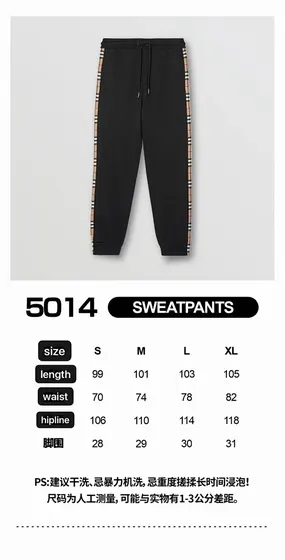 5014 SWEATPANTS
size S M L XL
length 99 101 103 105
waist 70 74 78 82
hipline 106 110 114 118
脚围 28 29 30 31
PS:建议干洗、忌暴力机洗, 忌重度搓揉长时间浸泡!
尺码为人工测量, 可能与实物有1-3公分差距。